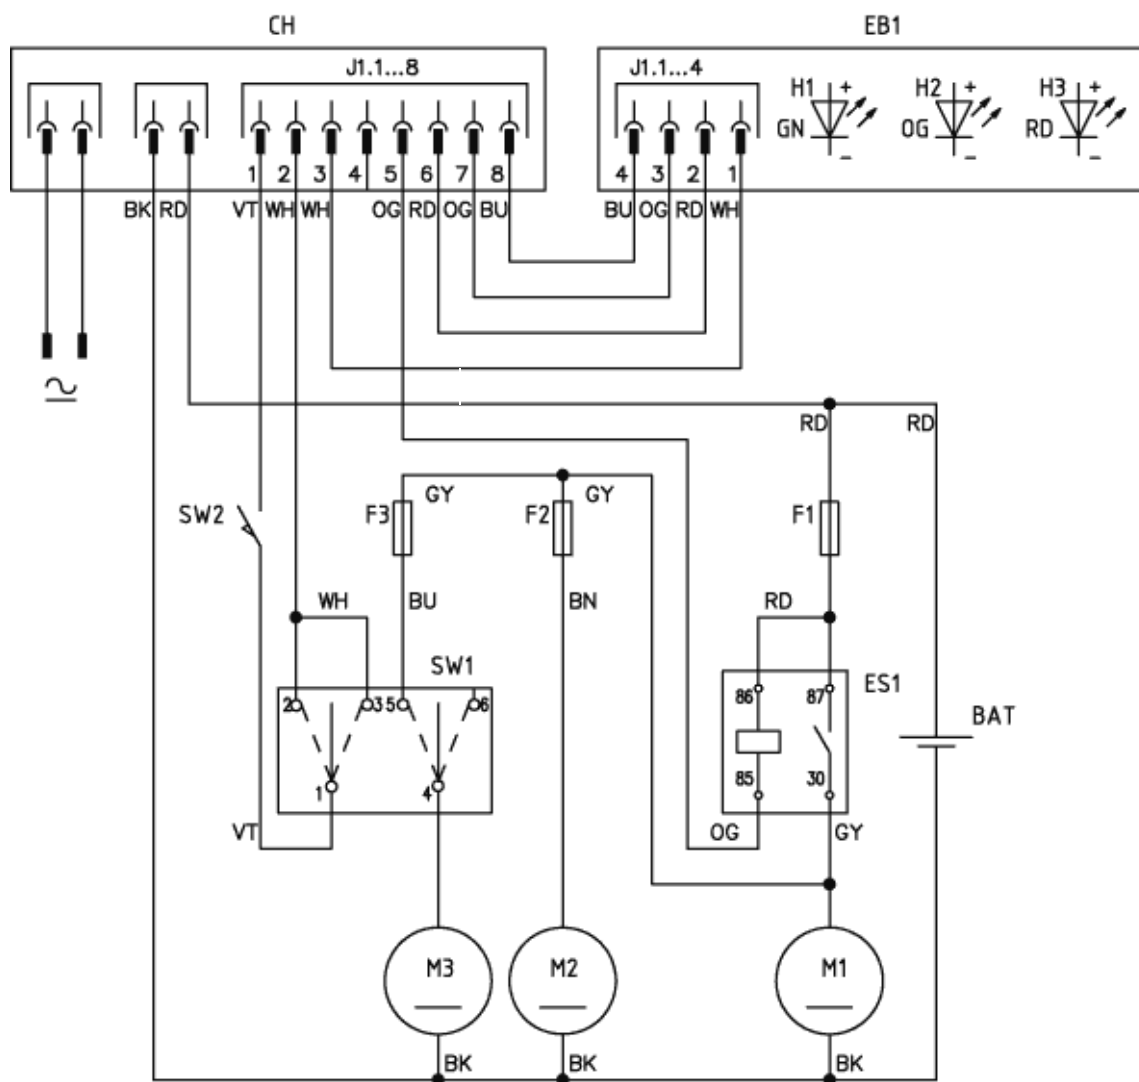 CH EB1
J1.1...8 J1.1...4
H1 + H2 + H3 +
GN OG RD
- - -
1 2 3 4 5 6 7 8 4 3 2 1
BK RD VT WH WH OG RD OG BU BU OG RD WH
RD RD
GY GY
SW2 F3 F2 F1
WH BU BN RD
SW1
ES1
2 3 5 6 86 87
BAT
1 4 85 30
VT OG GY
M3 M2 M1
BK BK BK